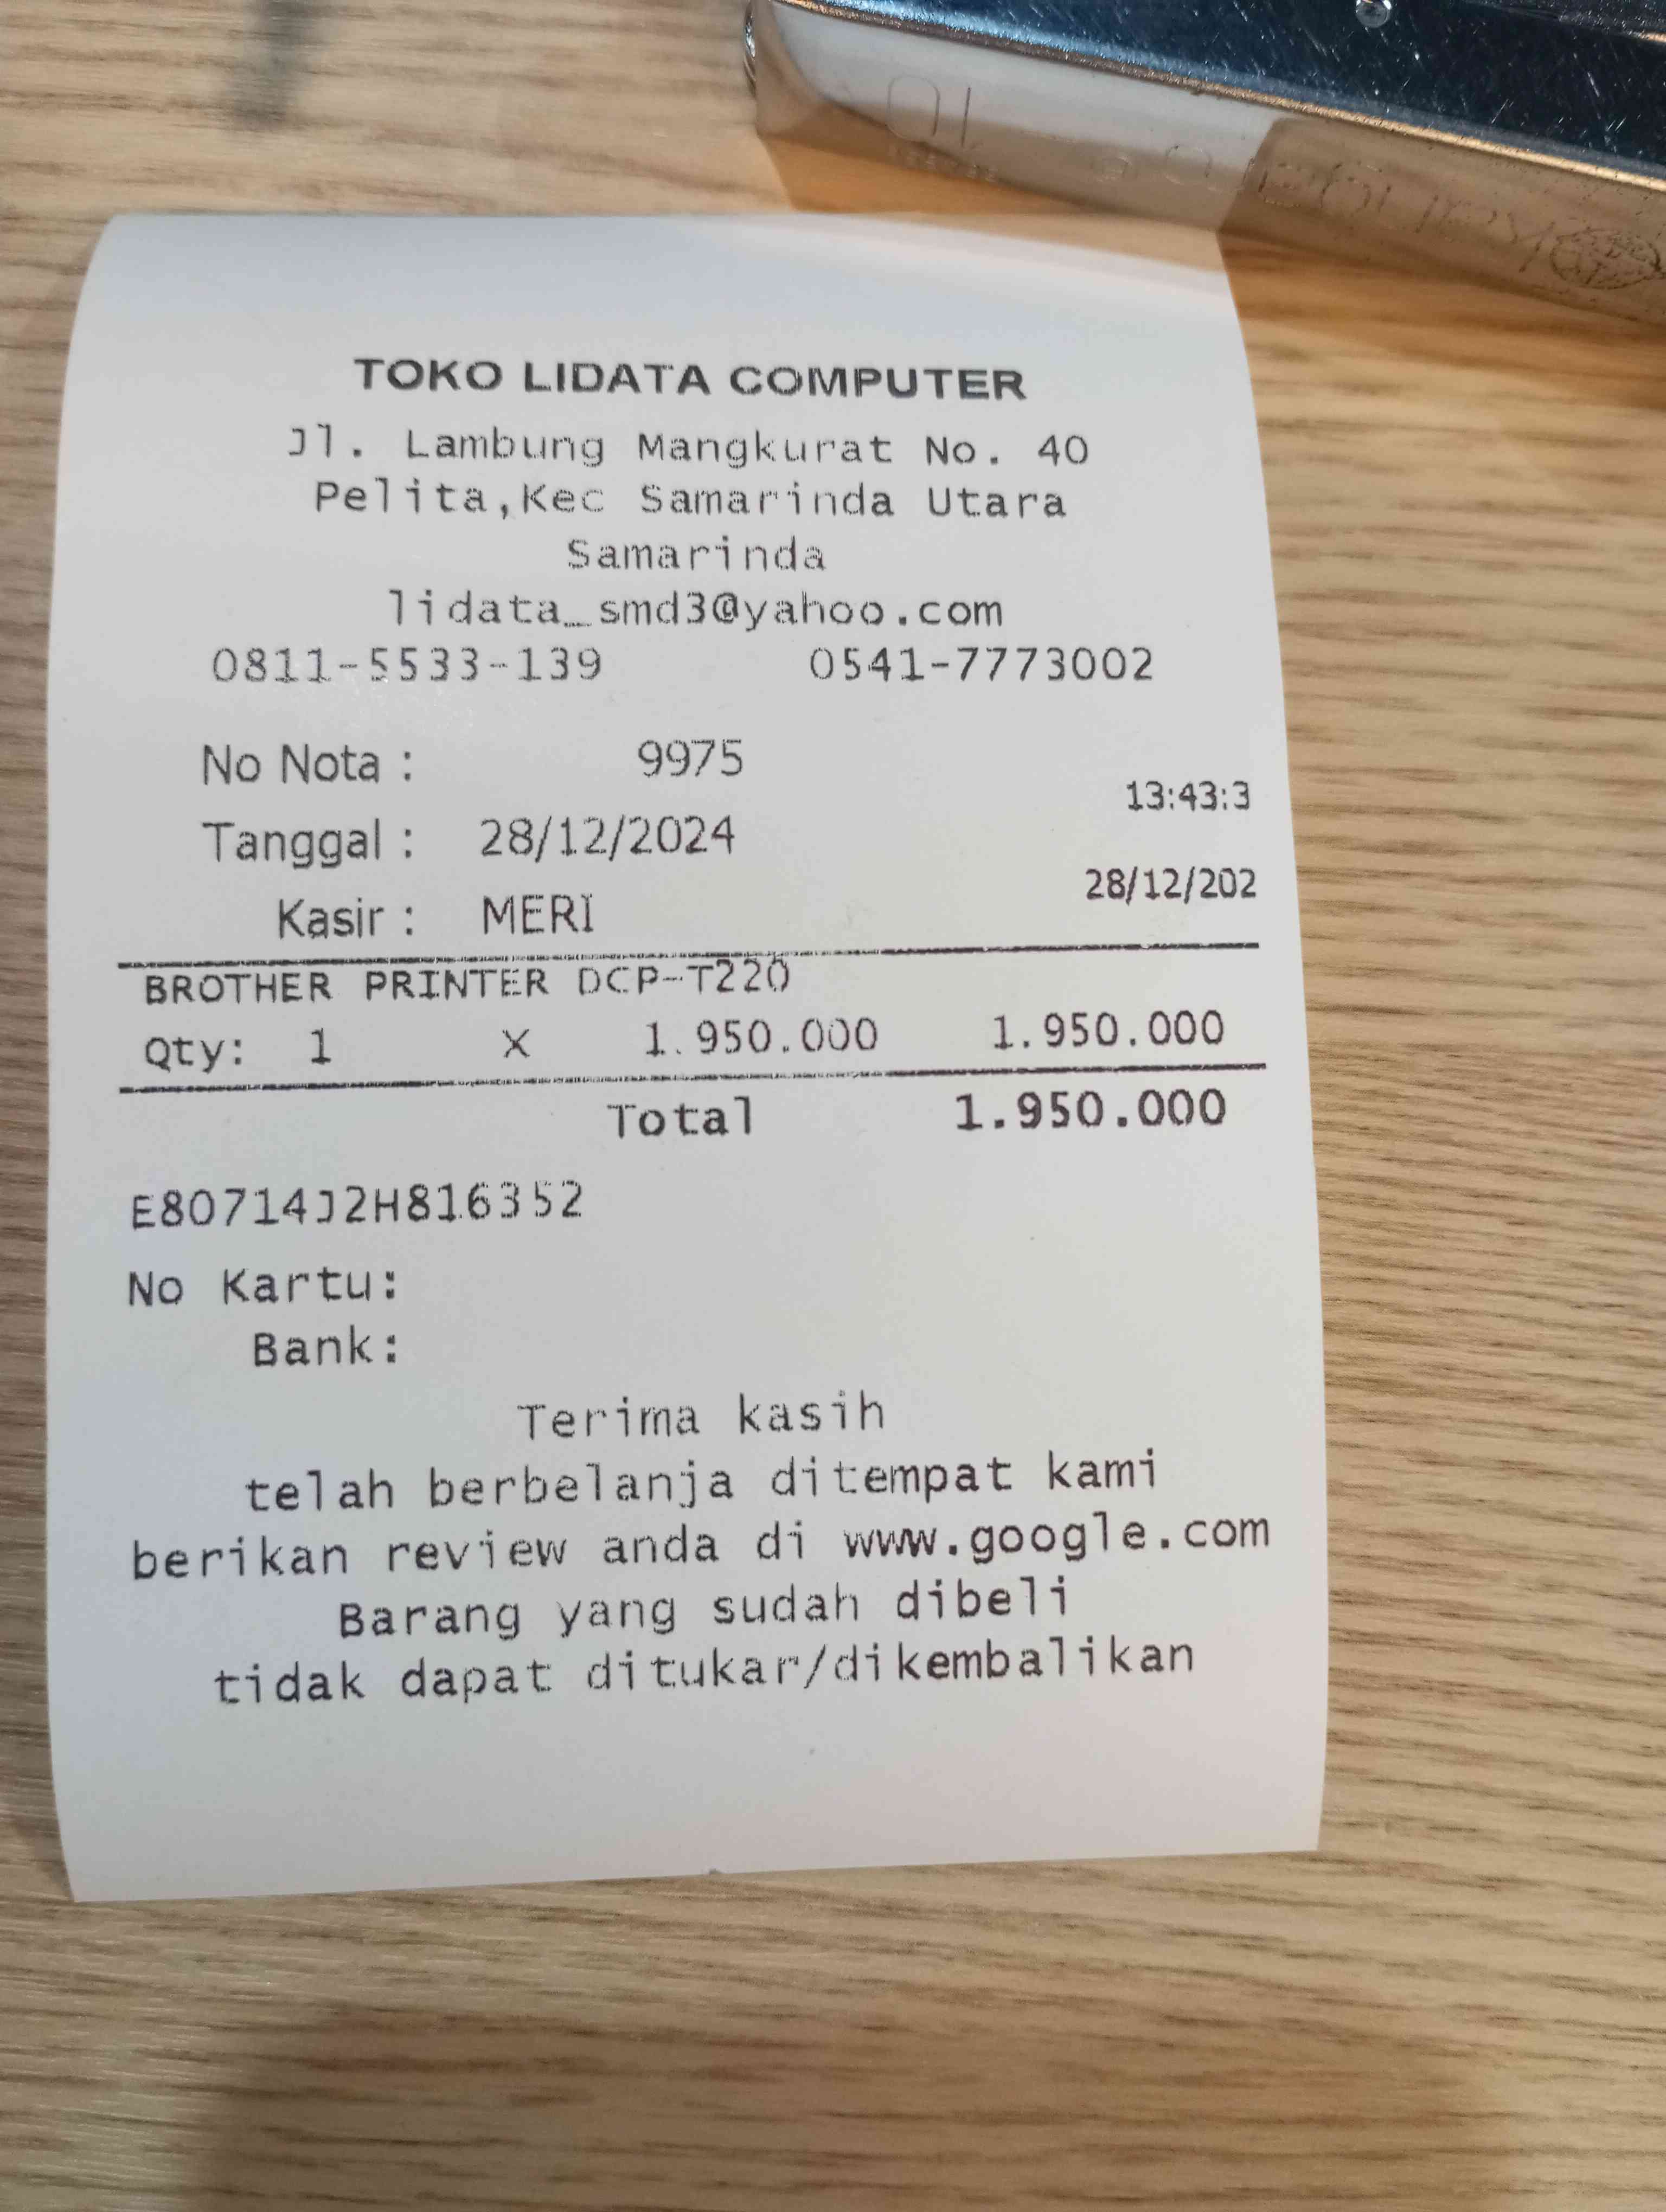 TOKO LIDATA COMPUTER
Jl. Lambung Mangkurat No. 40
Pelita,Kec Samarinda Utara
Samarinda
lidata_smd3@yahoo.com
0811-5533-139 0541-7773002
No Nota : 9975
13:43:3
Tanggal : 28/12/2024
28/12/202
Kasir : MERI
BROTHER PRINTER DCP-T220
Qty: 1 X 1.950.000 1.950.000
Total 1.950.000
E80714J2H816352
No Kartu:
Bank:
Terima kasih
telah berbelanja ditempat kami
berikan review anda di www.google.com
Barang yang sudah dibeli
tidak dapat ditukar/dikembalikan